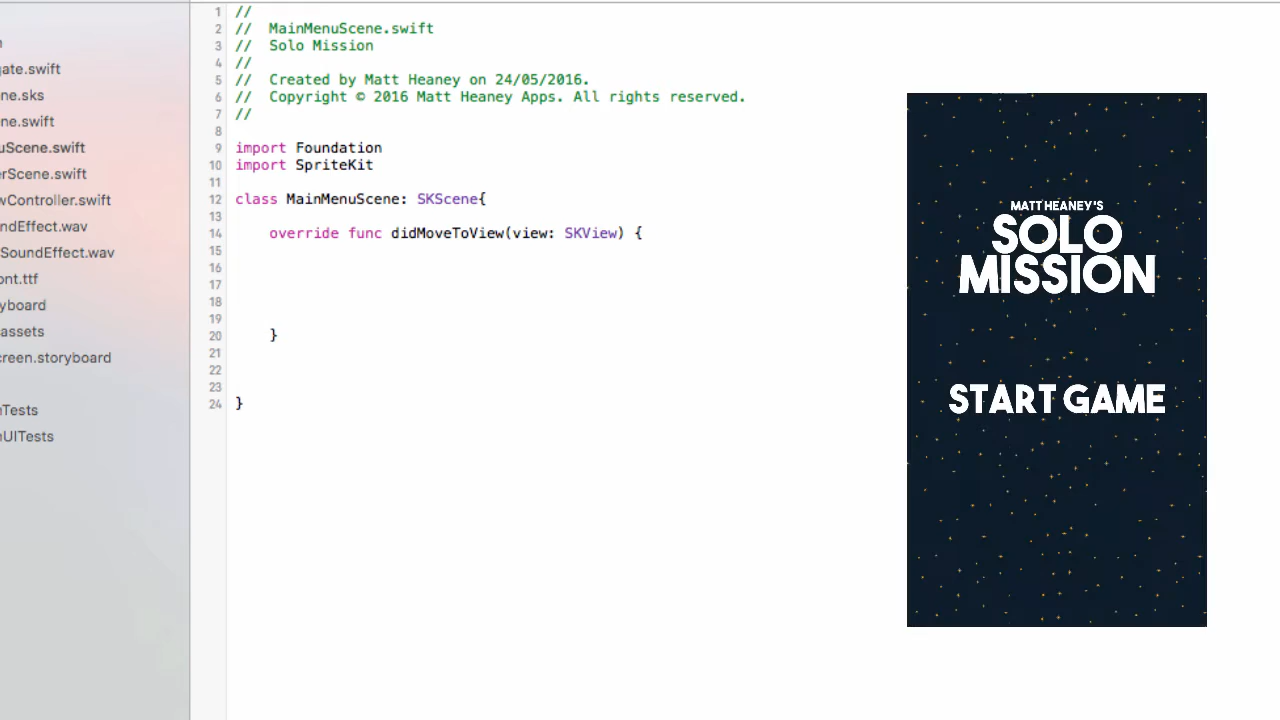 gate.swift
ne.sks
ne.swift
uScene.swift
erScene.swift
wController.swift
ndEffect.wav
SoundEffect.wav
ont.ttf
yboard
assets
creen.storyboard
nTests
nUITests
1 //
2 // MainMenuScene.swift
3 // Solo Mission
4 //
5 // Created by Matt Heaney on 24/05/2016.
6 // Copyright © 2016 Matt Heaney Apps. All rights reserved.
7 //
8
9 import Foundation
10 import SpriteKit
11
12 class MainMenuScene: SKScene{
13
14 override func didMoveToView(view: SKView) {
15
16
17
18
19
20 }
21
22
23
24 }
MATT HEANEY'S
SOLO
MISSION
START GAME